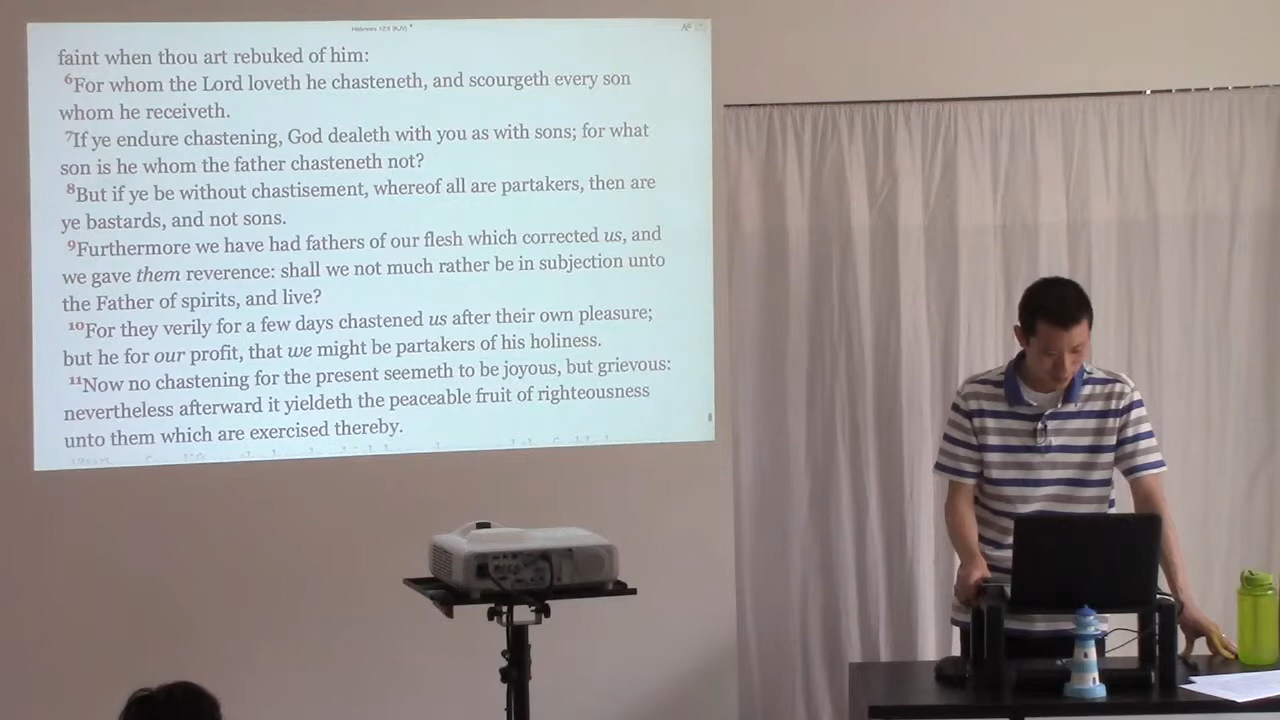 Hebrews 12:5 (KJV)
faint when thou art rebuked of him:
6For whom the Lord loveth he chasteneth, and scourgeth every son
whom he receiveth.
7If ye endure chastening, God dealeth with you as with sons; for what
son is he whom the father chasteneth not?
8But if ye be without chastisement, whereof all are partakers, then are
ye bastards, and not sons.
9Furthermore we have had fathers of our flesh which corrected us, and
we gave them reverence: shall we not much rather be in subjection unto
the Father of spirits, and live?
10For they verily for a few days chastened us after their own pleasure;
but he for our profit, that we might be partakers of his holiness.
11Now no chastening for the present seemeth to be joyous, but grievous:
nevertheless afterward it yieldeth the peaceable fruit of righteousness
unto them which are exercised thereby.